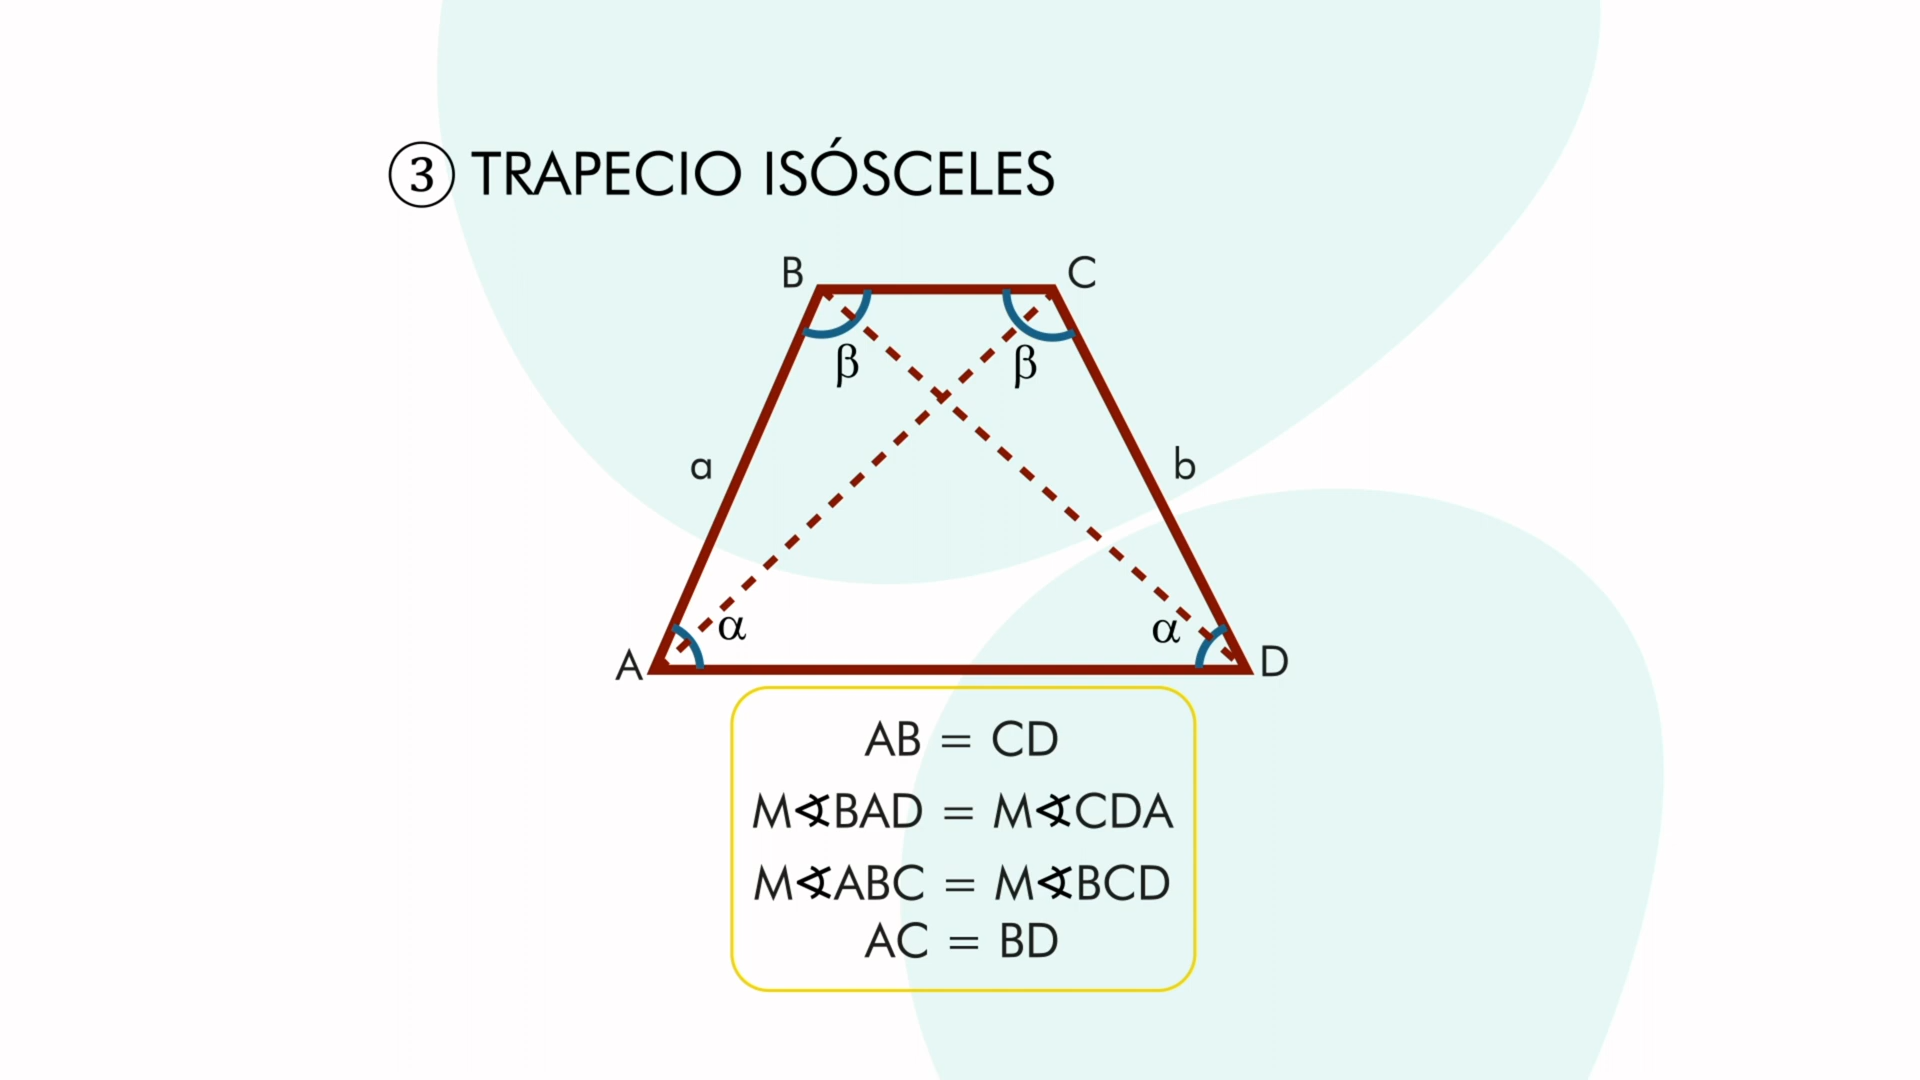 ③ TRAPECIO ISÓSCELES
B C
β β
a b
α α
A D
AB = CD
M∢BAD = M∢CDA
M∢ABC = M∢BCD
AC = BD